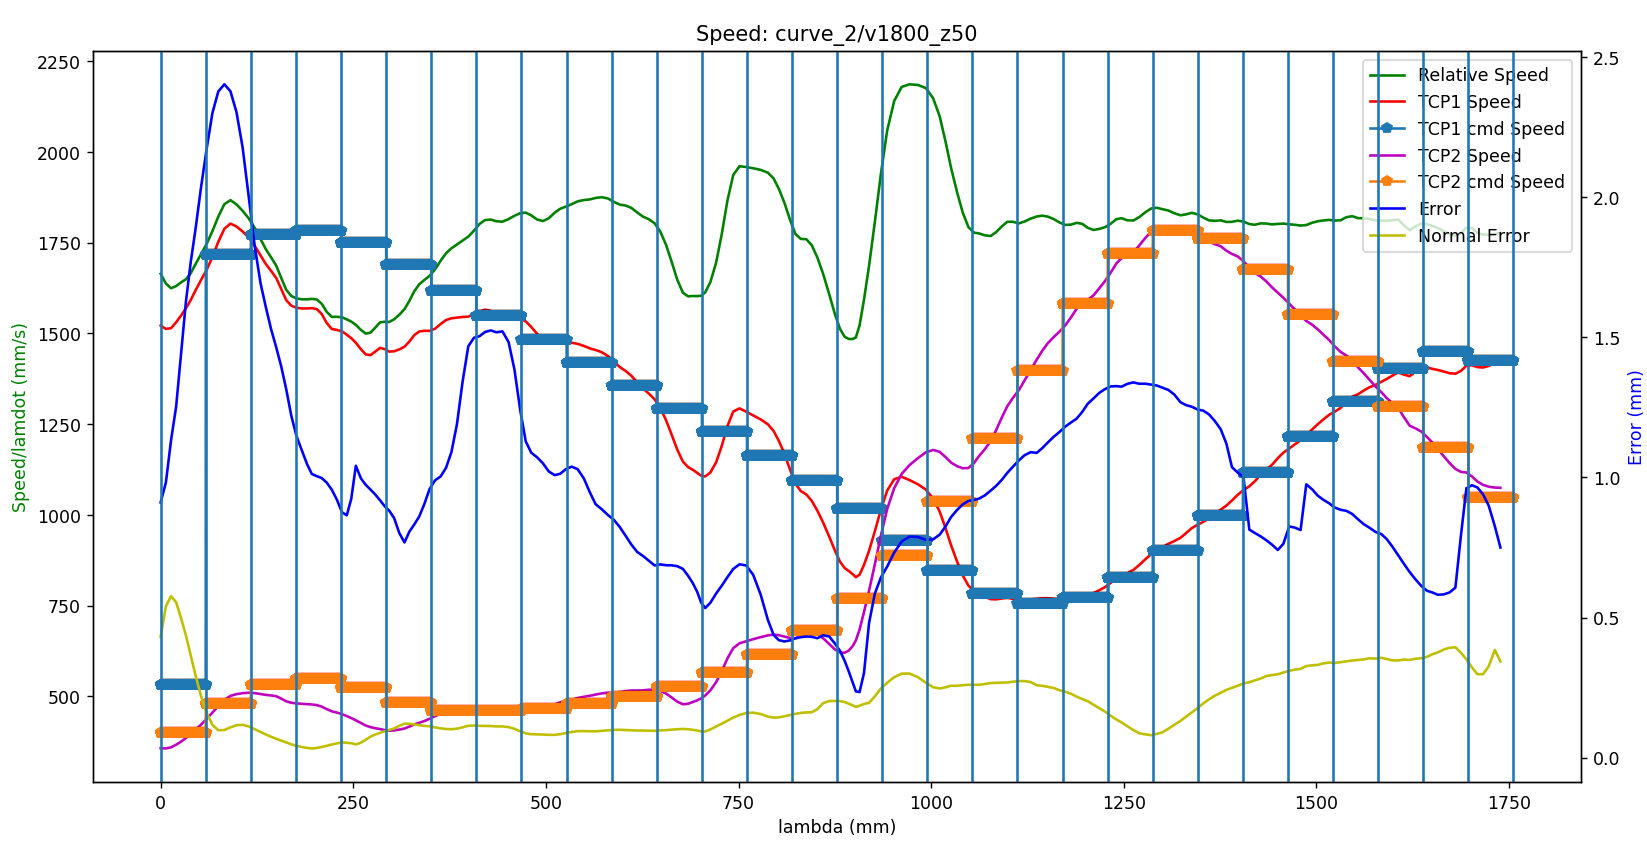 Speed: curve_2/v1800_z50
2250
2000
1750
1500
1250
1000
750
500
Speed/lamdot (mm/s)
2.5
2.0
1.5
1.0
0.5
0.0
Error (mm)
Relative Speed
TCP1 Speed
TCP1 cmd Speed
TCP2 Speed
TCP2 cmd Speed
Error
Normal Error
0 250 500 750 1000 1250 1500 1750
lambda (mm)